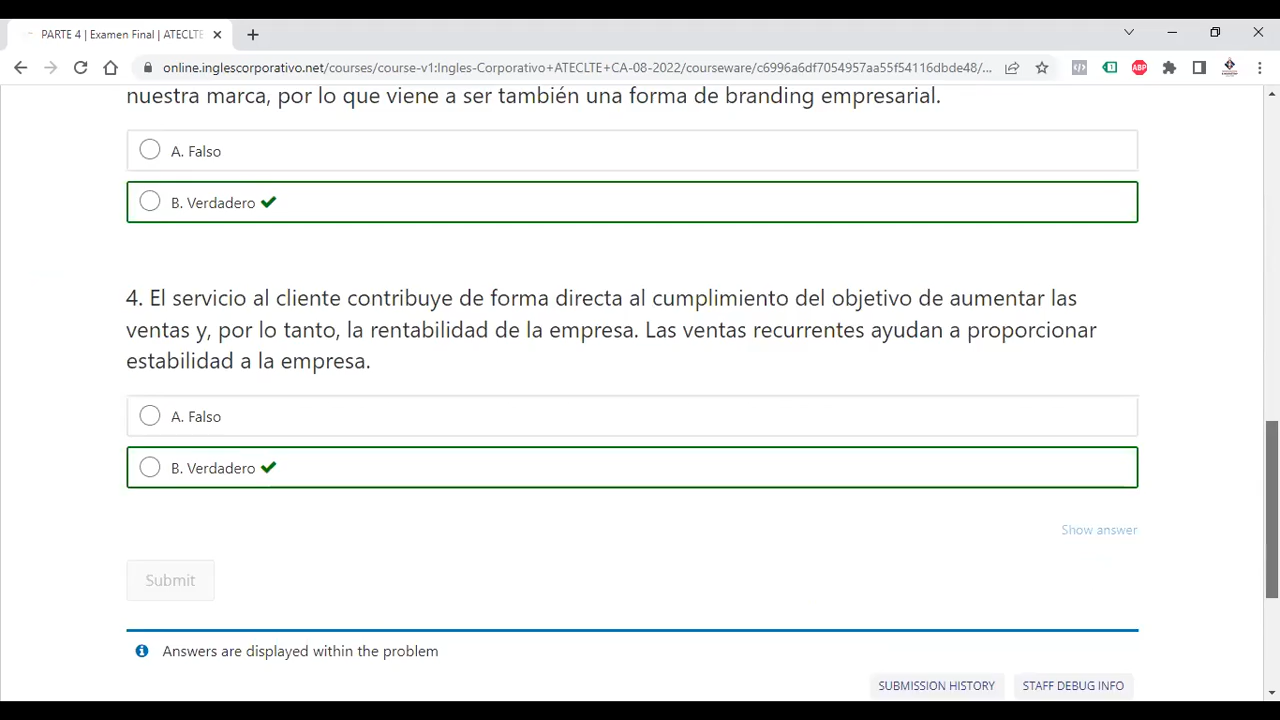 PARTE 4 | Examen Final | ATECLTE
online.inglescorporativo.net/courses/course-v1:Ingles-Corporativo+ATECLTE+CA-08-2022/courseware/c6996a6df7054957aa55f54116dbde48/...
ABP
nuestra marca, por lo que viene a ser también una forma de branding empresarial.
A. Falso
B. Verdadero
4. El servicio al cliente contribuye de forma directa al cumplimiento del objetivo de aumentar las
ventas y, por lo tanto, la rentabilidad de la empresa. Las ventas recurrentes ayudan a proporcionar
estabilidad a la empresa.
A. Falso
B. Verdadero
Show answer
Submit
Answers are displayed within the problem
SUBMISSION HISTORY
STAFF DEBUG INFO